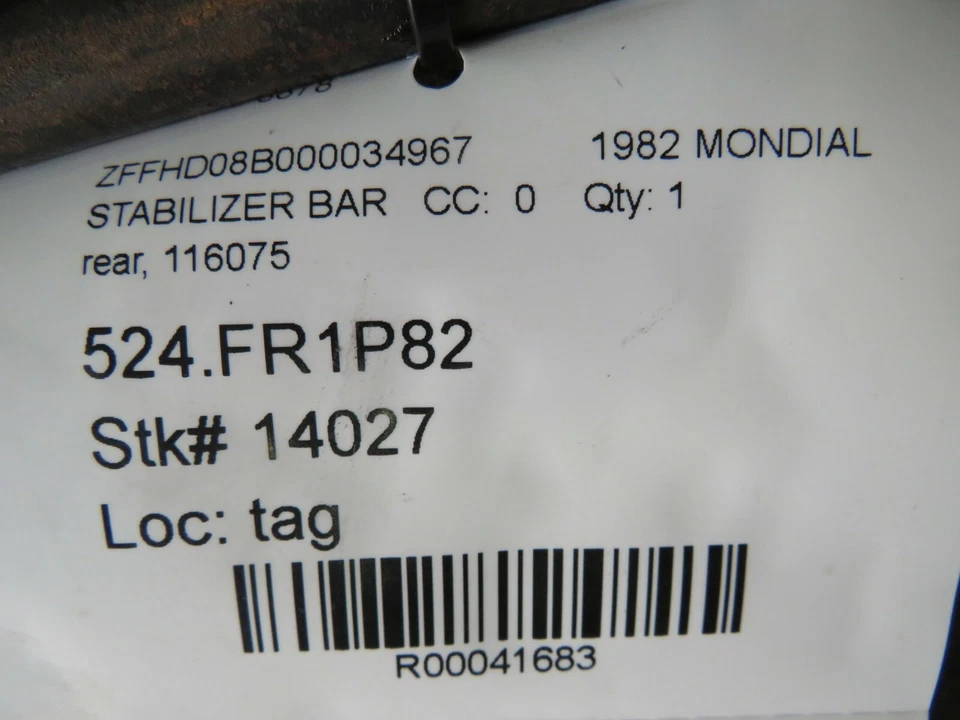 ZFFHD08B000034967 1982 MONDIAL
STABILIZER BAR CC: 0 Qty: 1
rear, 116075
524.FR1P82
Stk# 14027
Loc: tag
R00041683